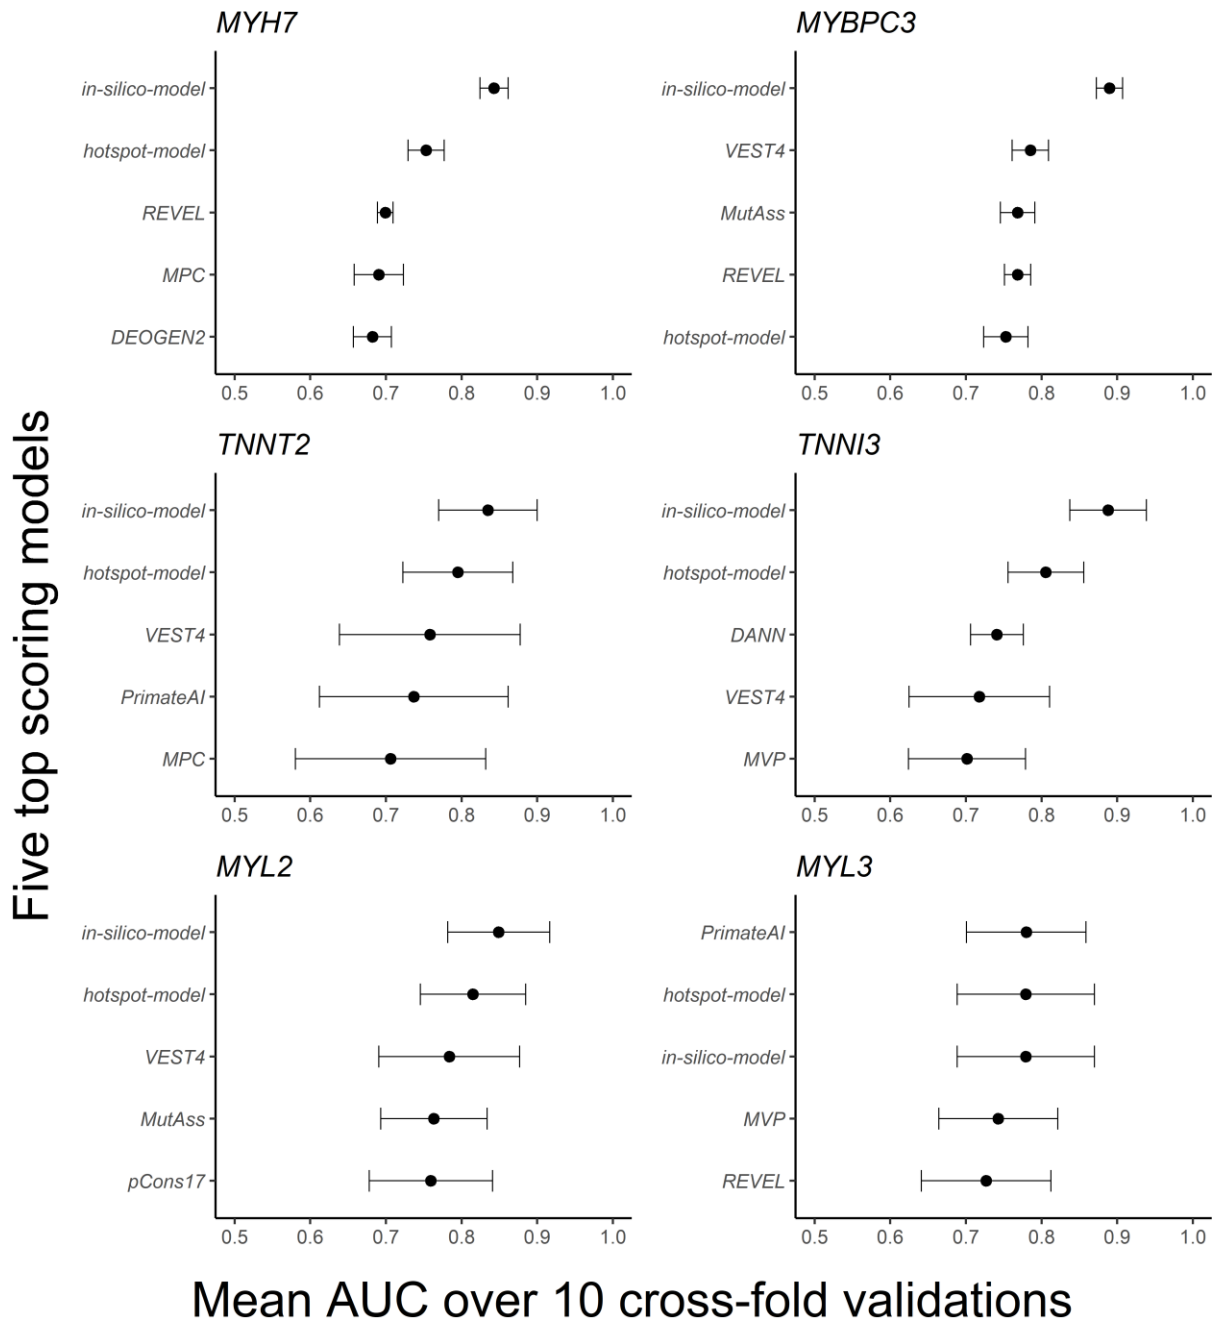 MYH7
in-silico-model
hotspot-model
REVEL
MPC
DEOGEN2
0.5 0.6 0.7 0.8 0.9 1.0
MYBPC3
in-silico-model
VEST4
MutAss
REVEL
hotspot-model
0.5 0.6 0.7 0.8 0.9 1.0
TNNT2
in-silico-model
hotspot-model
VEST4
PrimateAI
MPC
0.5 0.6 0.7 0.8 0.9 1.0
TNNI3
in-silico-model
hotspot-model
DANN
VEST4
MVP
0.5 0.6 0.7 0.8 0.9 1.0
MYL2
in-silico-model
hotspot-model
VEST4
MutAss
pCons17
0.5 0.6 0.7 0.8 0.9 1.0
MYL3
PrimateAI
hotspot-model
in-silico-model
MVP
REVEL
0.5 0.6 0.7 0.8 0.9 1.0
Five top scoring models
Mean AUC over 10 cross-fold validations